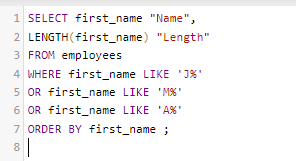 1 SELECT first_name "Name",
2 LENGTH(first_name) "Length"
3 FROM employees
4 WHERE first_name LIKE 'J%'
5 OR first_name LIKE 'M%'
6 OR first_name LIKE 'A%'
7 ORDER BY first_name ;
8